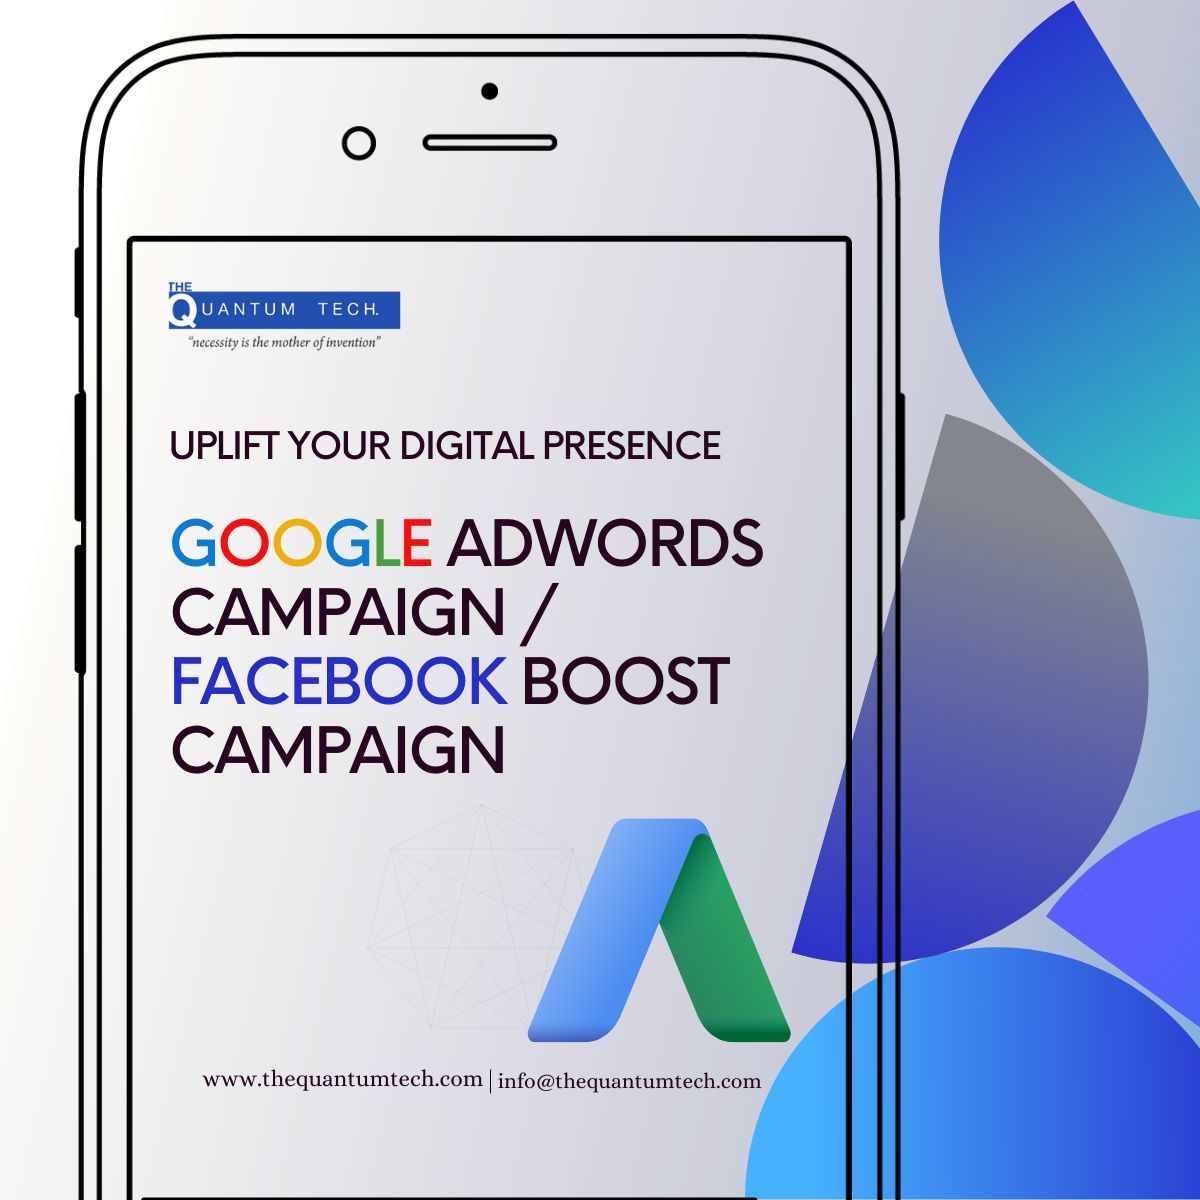 THE
QUANTUM TECH.
“necessity is the mother of invention”
UPLIFT YOUR DIGITAL PRESENCE
GOOGLE ADWORDS
CAMPAIGN /
FACEBOOK BOOST
CAMPAIGN
www.thequantumtech.com | info@thequantumtech.com